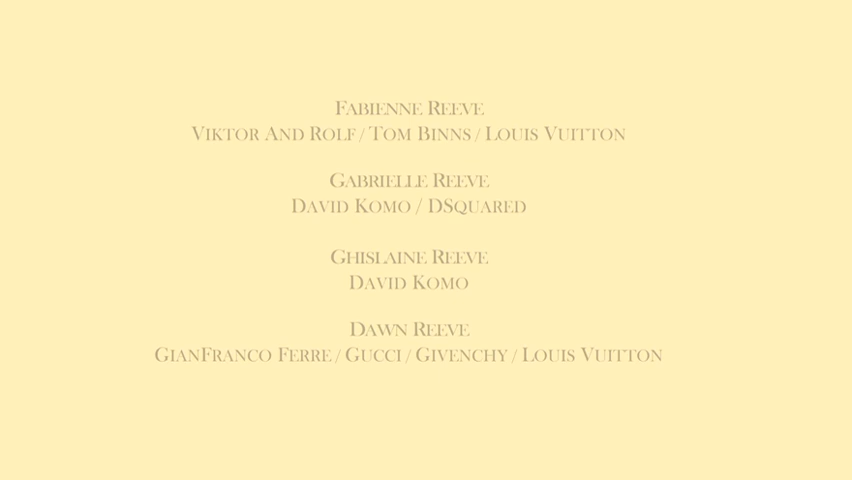 Fabienne Reeve
Viktor And Rolf / Tom Binns / Louis Vuitton
Gabrielle Reeve
David Komo / DSquared
Ghislaine Reeve
David Komo
Dawn Reeve
GianFranco Ferre / Gucci / Givenchy / Louis Vuitton